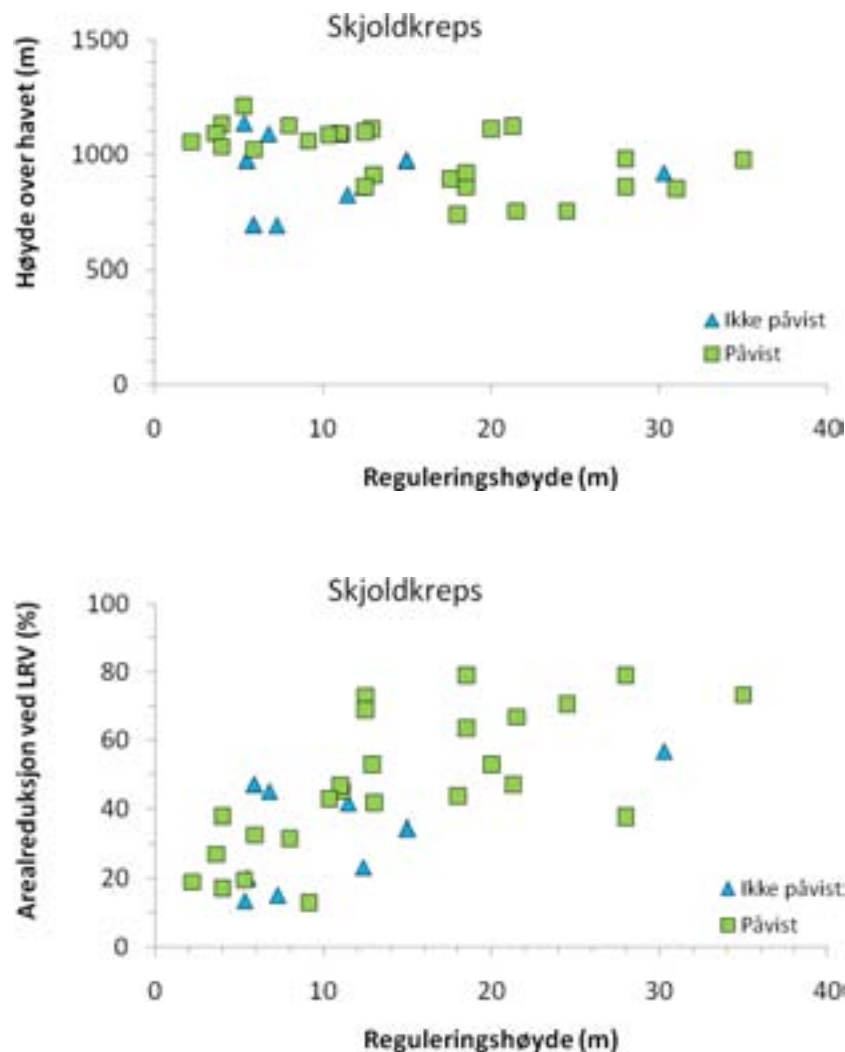 Skjoldkreps
Høyde over havet (m)
1500
1000
500
0
Ikke påvist
Påvist
0 10 20 30 40
Reguleringshøyde (m)
Skjoldkreps
Arealreduksjon ved LRV (%)
100
80
60
40
20
0
Ikke påvist
Påvist
0 10 20 30 40
Reguleringshøyde (m)